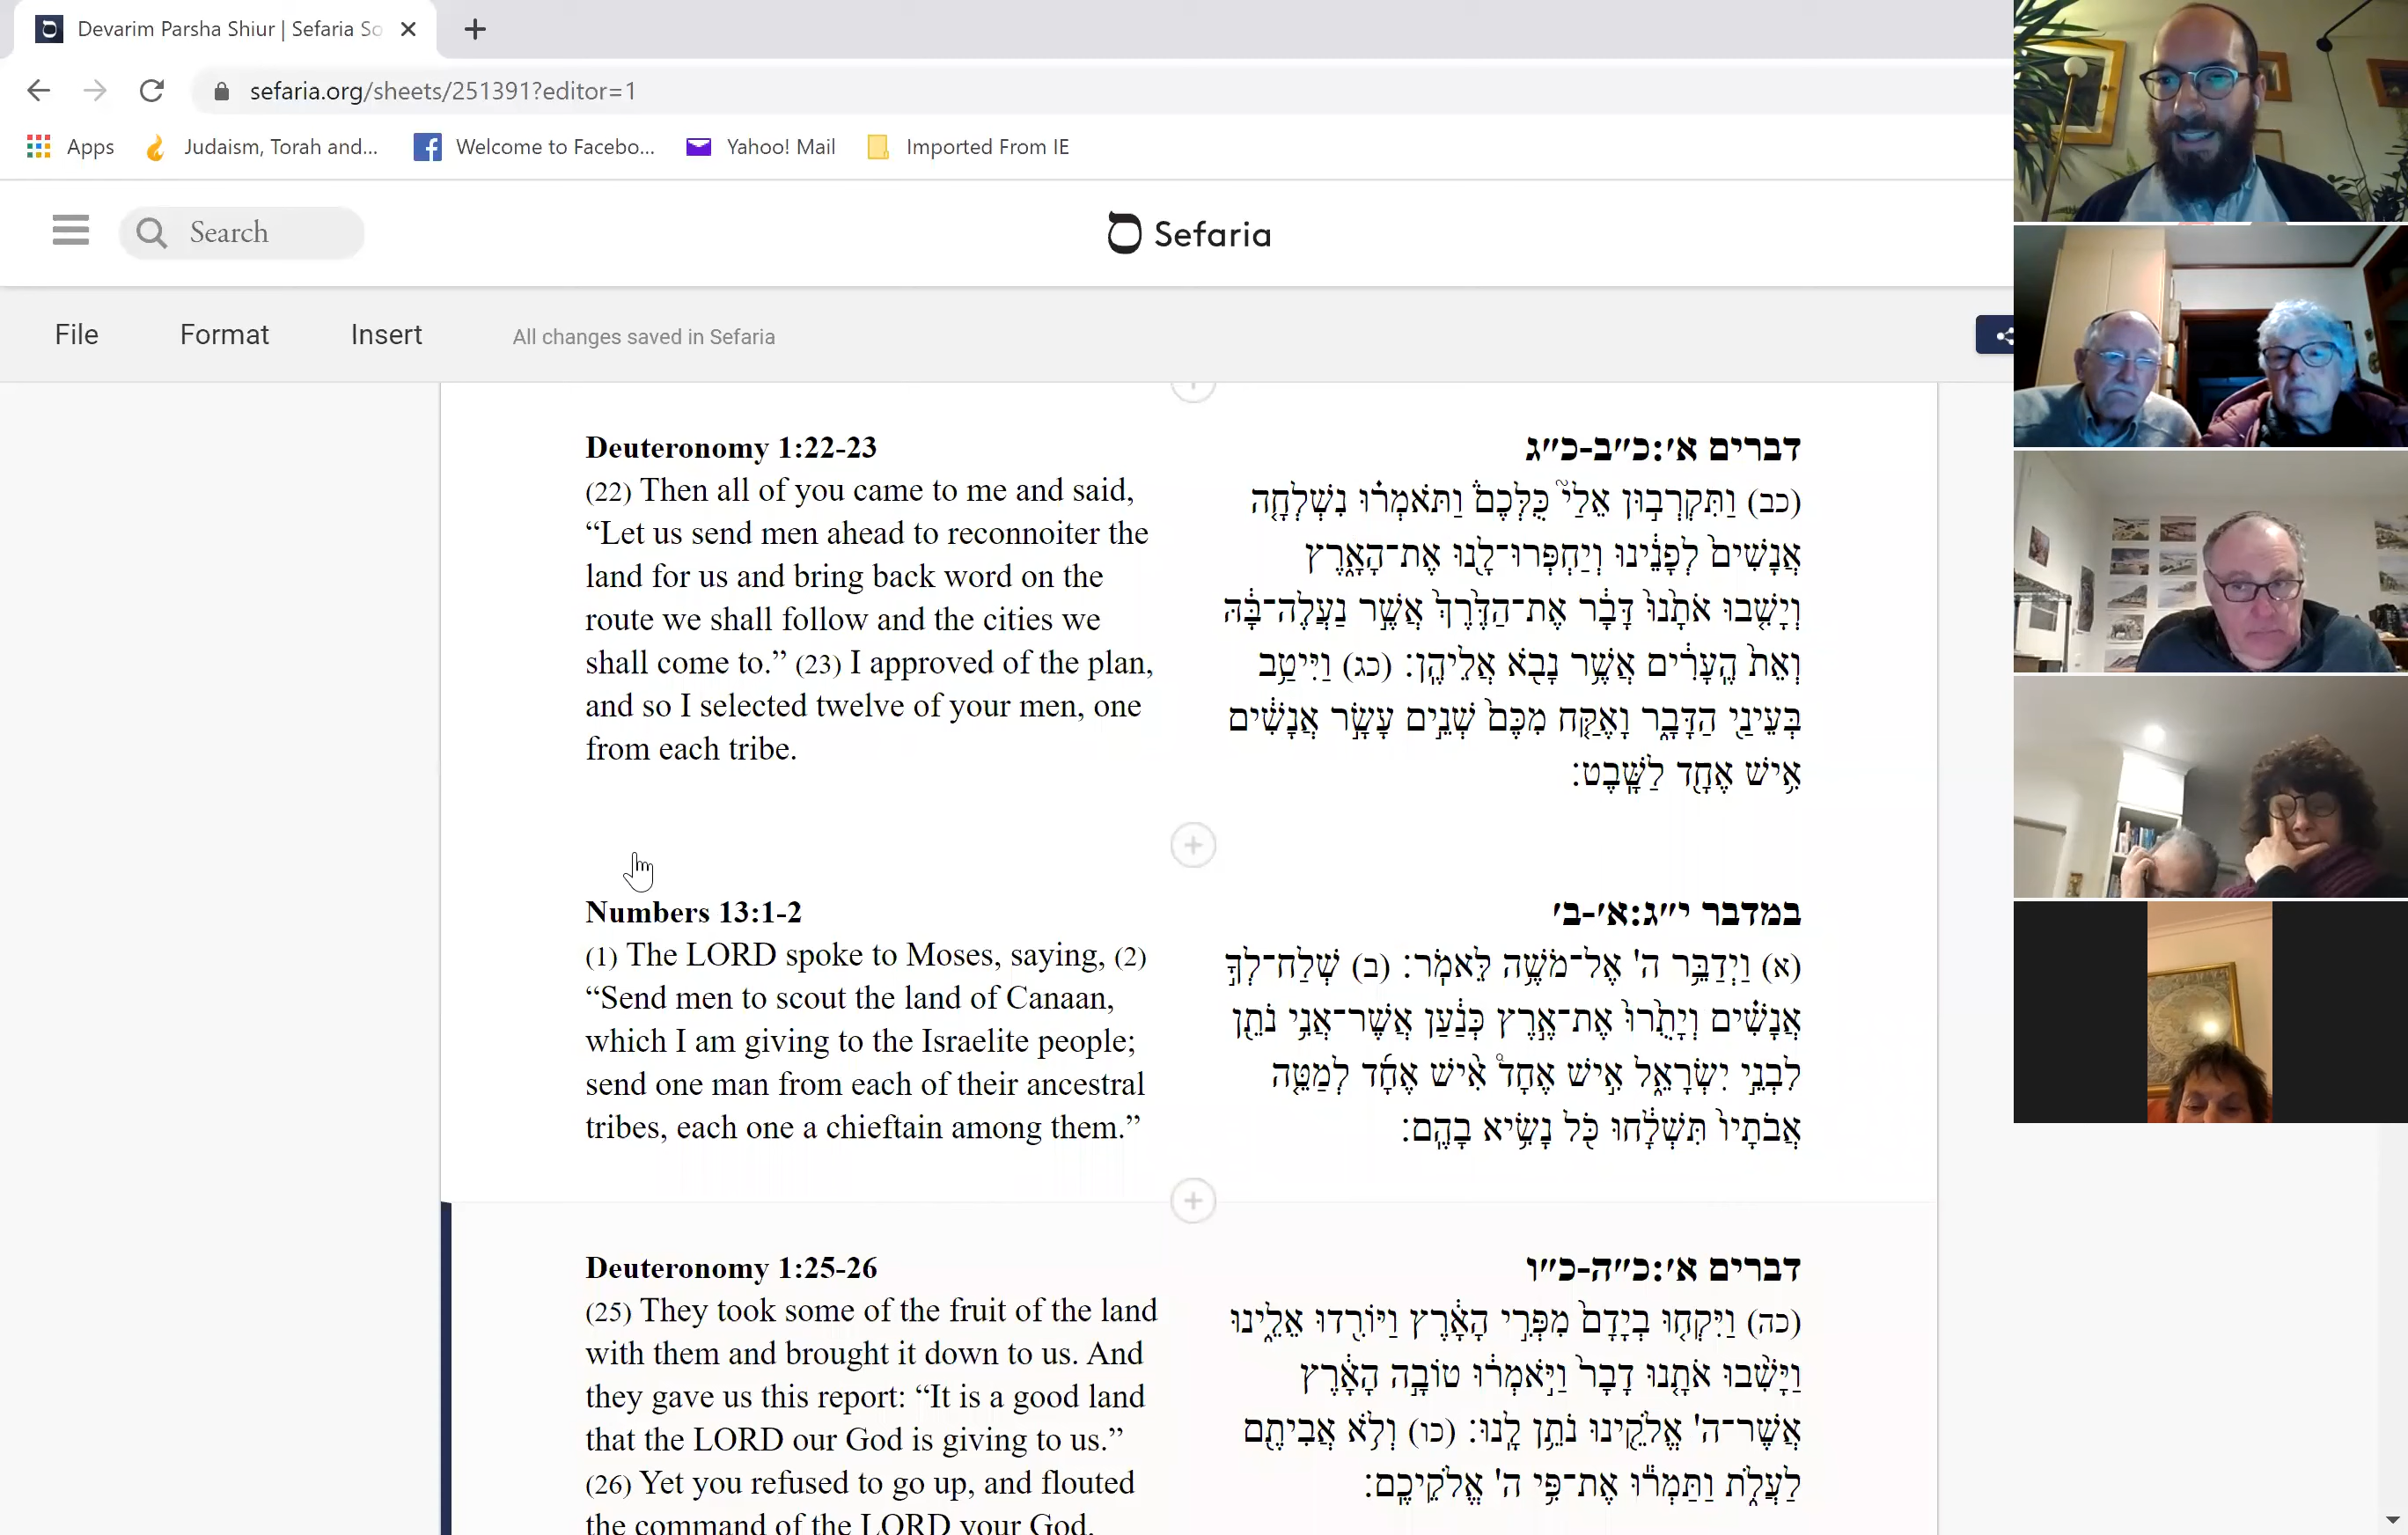 Devarim Parsha Shiur | Sefaria So
sefaria.org/sheets/251391?editor=1
Apps
Judaism, Torah and...
Welcome to Facebo...
Yahoo! Mail
Imported From IE
Search
Sefaria
File
Format
Insert
All changes saved in Sefaria
Deuteronomy 1:22-23
(22) Then all of you came to me and said,
“Let us send men ahead to reconnoiter the
land for us and bring back word on the
route we shall follow and the cities we
shall come to.” (23) I approved of the plan,
and so I selected twelve of your men, one
from each tribe.
דברים א׳:כ״ב-כ״ג
(כב) וַתִּקְרְב֣וּן אֵלַי֮ כֻּלְּכֶם֒ וַתֹּאמְר֗וּ נִשְׁלְחָ֤ה
אֲנָשִׁים֙ לְפָנֵ֔ינוּ וְיַחְפְּרוּ־לָ֖נוּ אֶת־הָאָ֑רֶץ
וְיָשִׁ֤בוּ אֹתָ֙נוּ֙ דָּבָ֔ר אֶת־הַדֶּ֙רֶךְ֙ אֲשֶׁ֣ר נַעֲלֶה־בָּ֔הּ
וְאֵת֙ הֶֽעָרִ֔ים אֲשֶׁ֥ר נָבֹ֖א אֲלֵיהֶֽן׃ (כג) וַיִּיטַ֥ב
בְּעֵינַ֖י הַדָּבָ֑ר וָאֶקַּ֤ח מִכֶּם֙ שְׁנֵ֣ים עָשָׂ֣ר אֲנָשִׁ֔ים
אִ֥ישׁ אֶחָ֖ד לַשָּֽׁבֶט׃
Numbers 13:1-2
(1) The LORD spoke to Moses, saying, (2)
“Send men to scout the land of Canaan,
which I am giving to the Israelite people;
send one man from each of their ancestral
tribes, each one a chieftain among them.”
במדבר י״ג:א׳-ב׳
(א) וַיְדַבֵּ֥ר ה' אֶל־מֹשֶׁ֥ה לֵּאמֹֽר׃ (ב) שְׁלַח־לְךָ֣
אֲנָשִׁ֗ים וְיָתֻ֙רוּ֙ אֶת־אֶ֣רֶץ כְּנַ֔עַן אֲשֶׁר־אֲנִ֥י נֹתֵ֖ן
לִבְנֵ֣י יִשְׂרָאֵ֑ל אִ֣ישׁ אֶחָד֩ אִ֨ישׁ אֶחָ֜ד לְמַטֵּ֤ה
אֲבֹתָיו֙ תִּשְׁלָ֔חוּ כֹּ֖ל נָשִׂ֥יא בָהֶֽם׃
Deuteronomy 1:25-26
(25) They took some of the fruit of the land
with them and brought it down to us. And
they gave us this report: “It is a good land
that the LORD our God is giving to us.”
(26) Yet you refused to go up, and flouted
the command of the LORD your God.
דברים א׳:כ״ה-כ״ו
(כה) וַיִּקְח֤וּ בְיָדָם֙ מִפְּרִ֣י הָאָ֔רֶץ וַיּוֹרִ֖דוּ אֵלֵ֑ינוּ
וַיָּשִׁ֨בוּ אֹתָ֤נוּ דָבָר֙ וַיֹּ֣אמְר֔וּ טוֹבָ֣ה הָאָ֔רֶץ
אֲשֶׁר־ה' אֱלֹקֵ֖ינוּ נֹתֵ֥ן לָֽנוּ׃ (כו) וְלֹ֥א אֲבִיתֶ֖ם
לַעֲלֹ֑ת וַתַּמְר֕וּ אֶת־פִּ֥י ה' אֱלֹקֵיכֶֽם׃